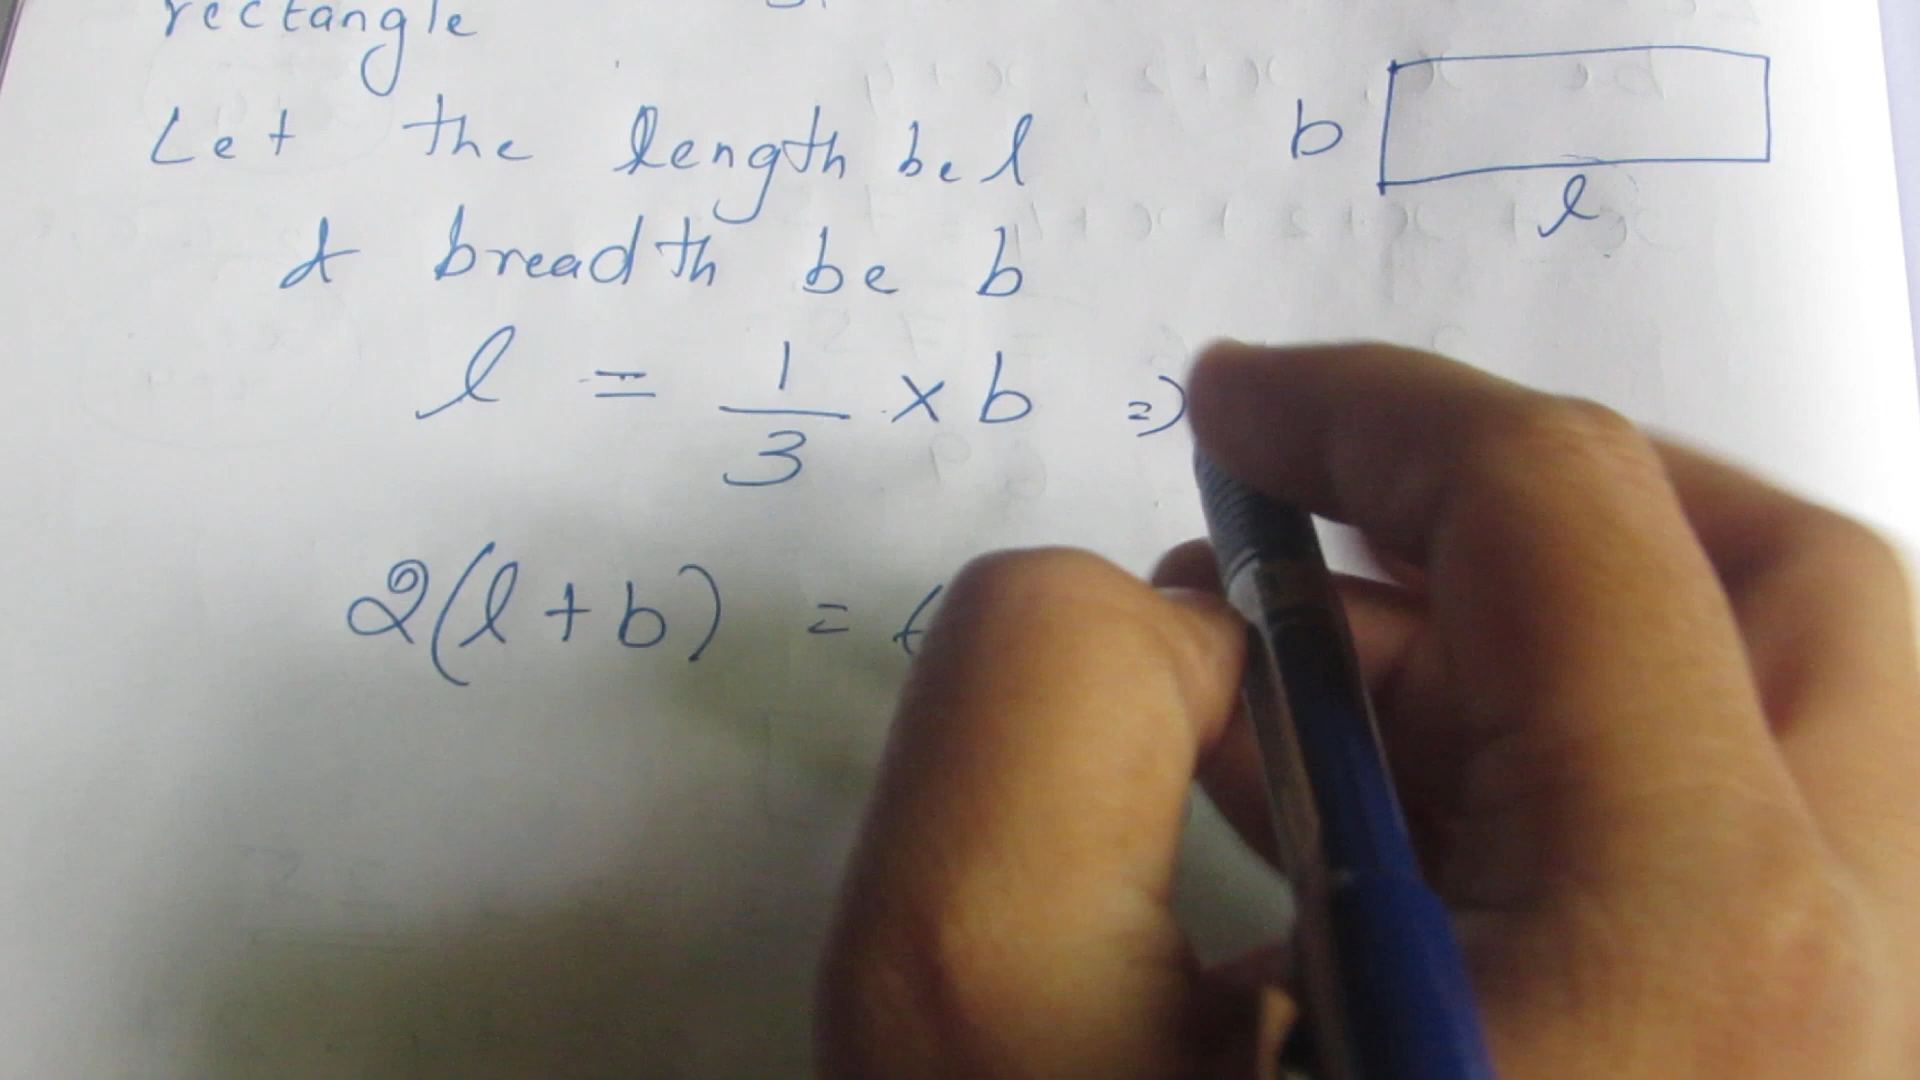 rectangle
Let the length be l
& breadth be b
b
l
l = 1/3 × b ⇒
2(l + b) =